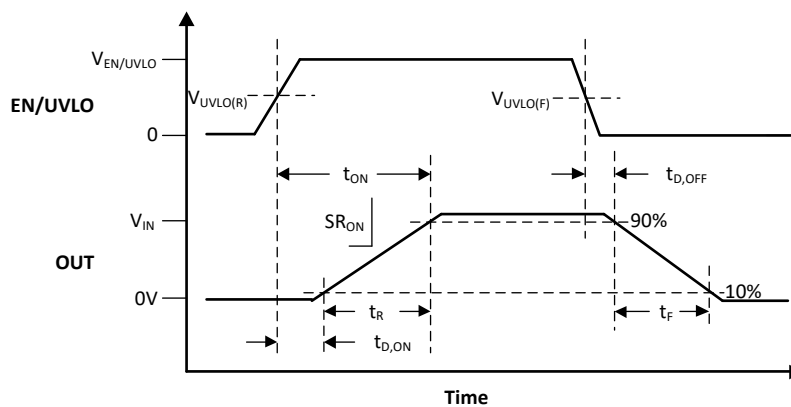 V_EN/UVLO
V_UVLO(R)
V_UVLO(F)
EN/UVLO
0
t_ON
t_D,OFF
V_IN
SR_ON
90%
OUT
0V
10%
t_R
t_F
t_D,ON
Time